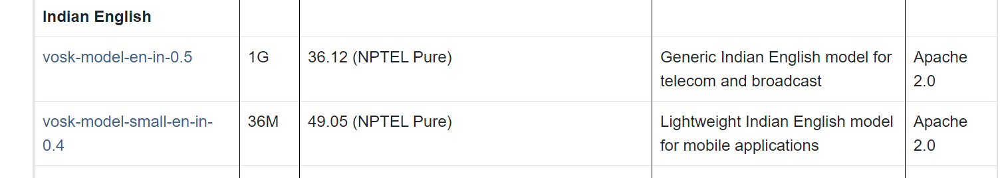 Indian English
vosk-model-en-in-0.5 1G 36.12 (NPTEL Pure) Generic Indian English model for Apache
telecom and broadcast 2.0
vosk-model-small-en-in- 36M 49.05 (NPTEL Pure) Lightweight Indian English model Apache
0.4 for mobile applications 2.0